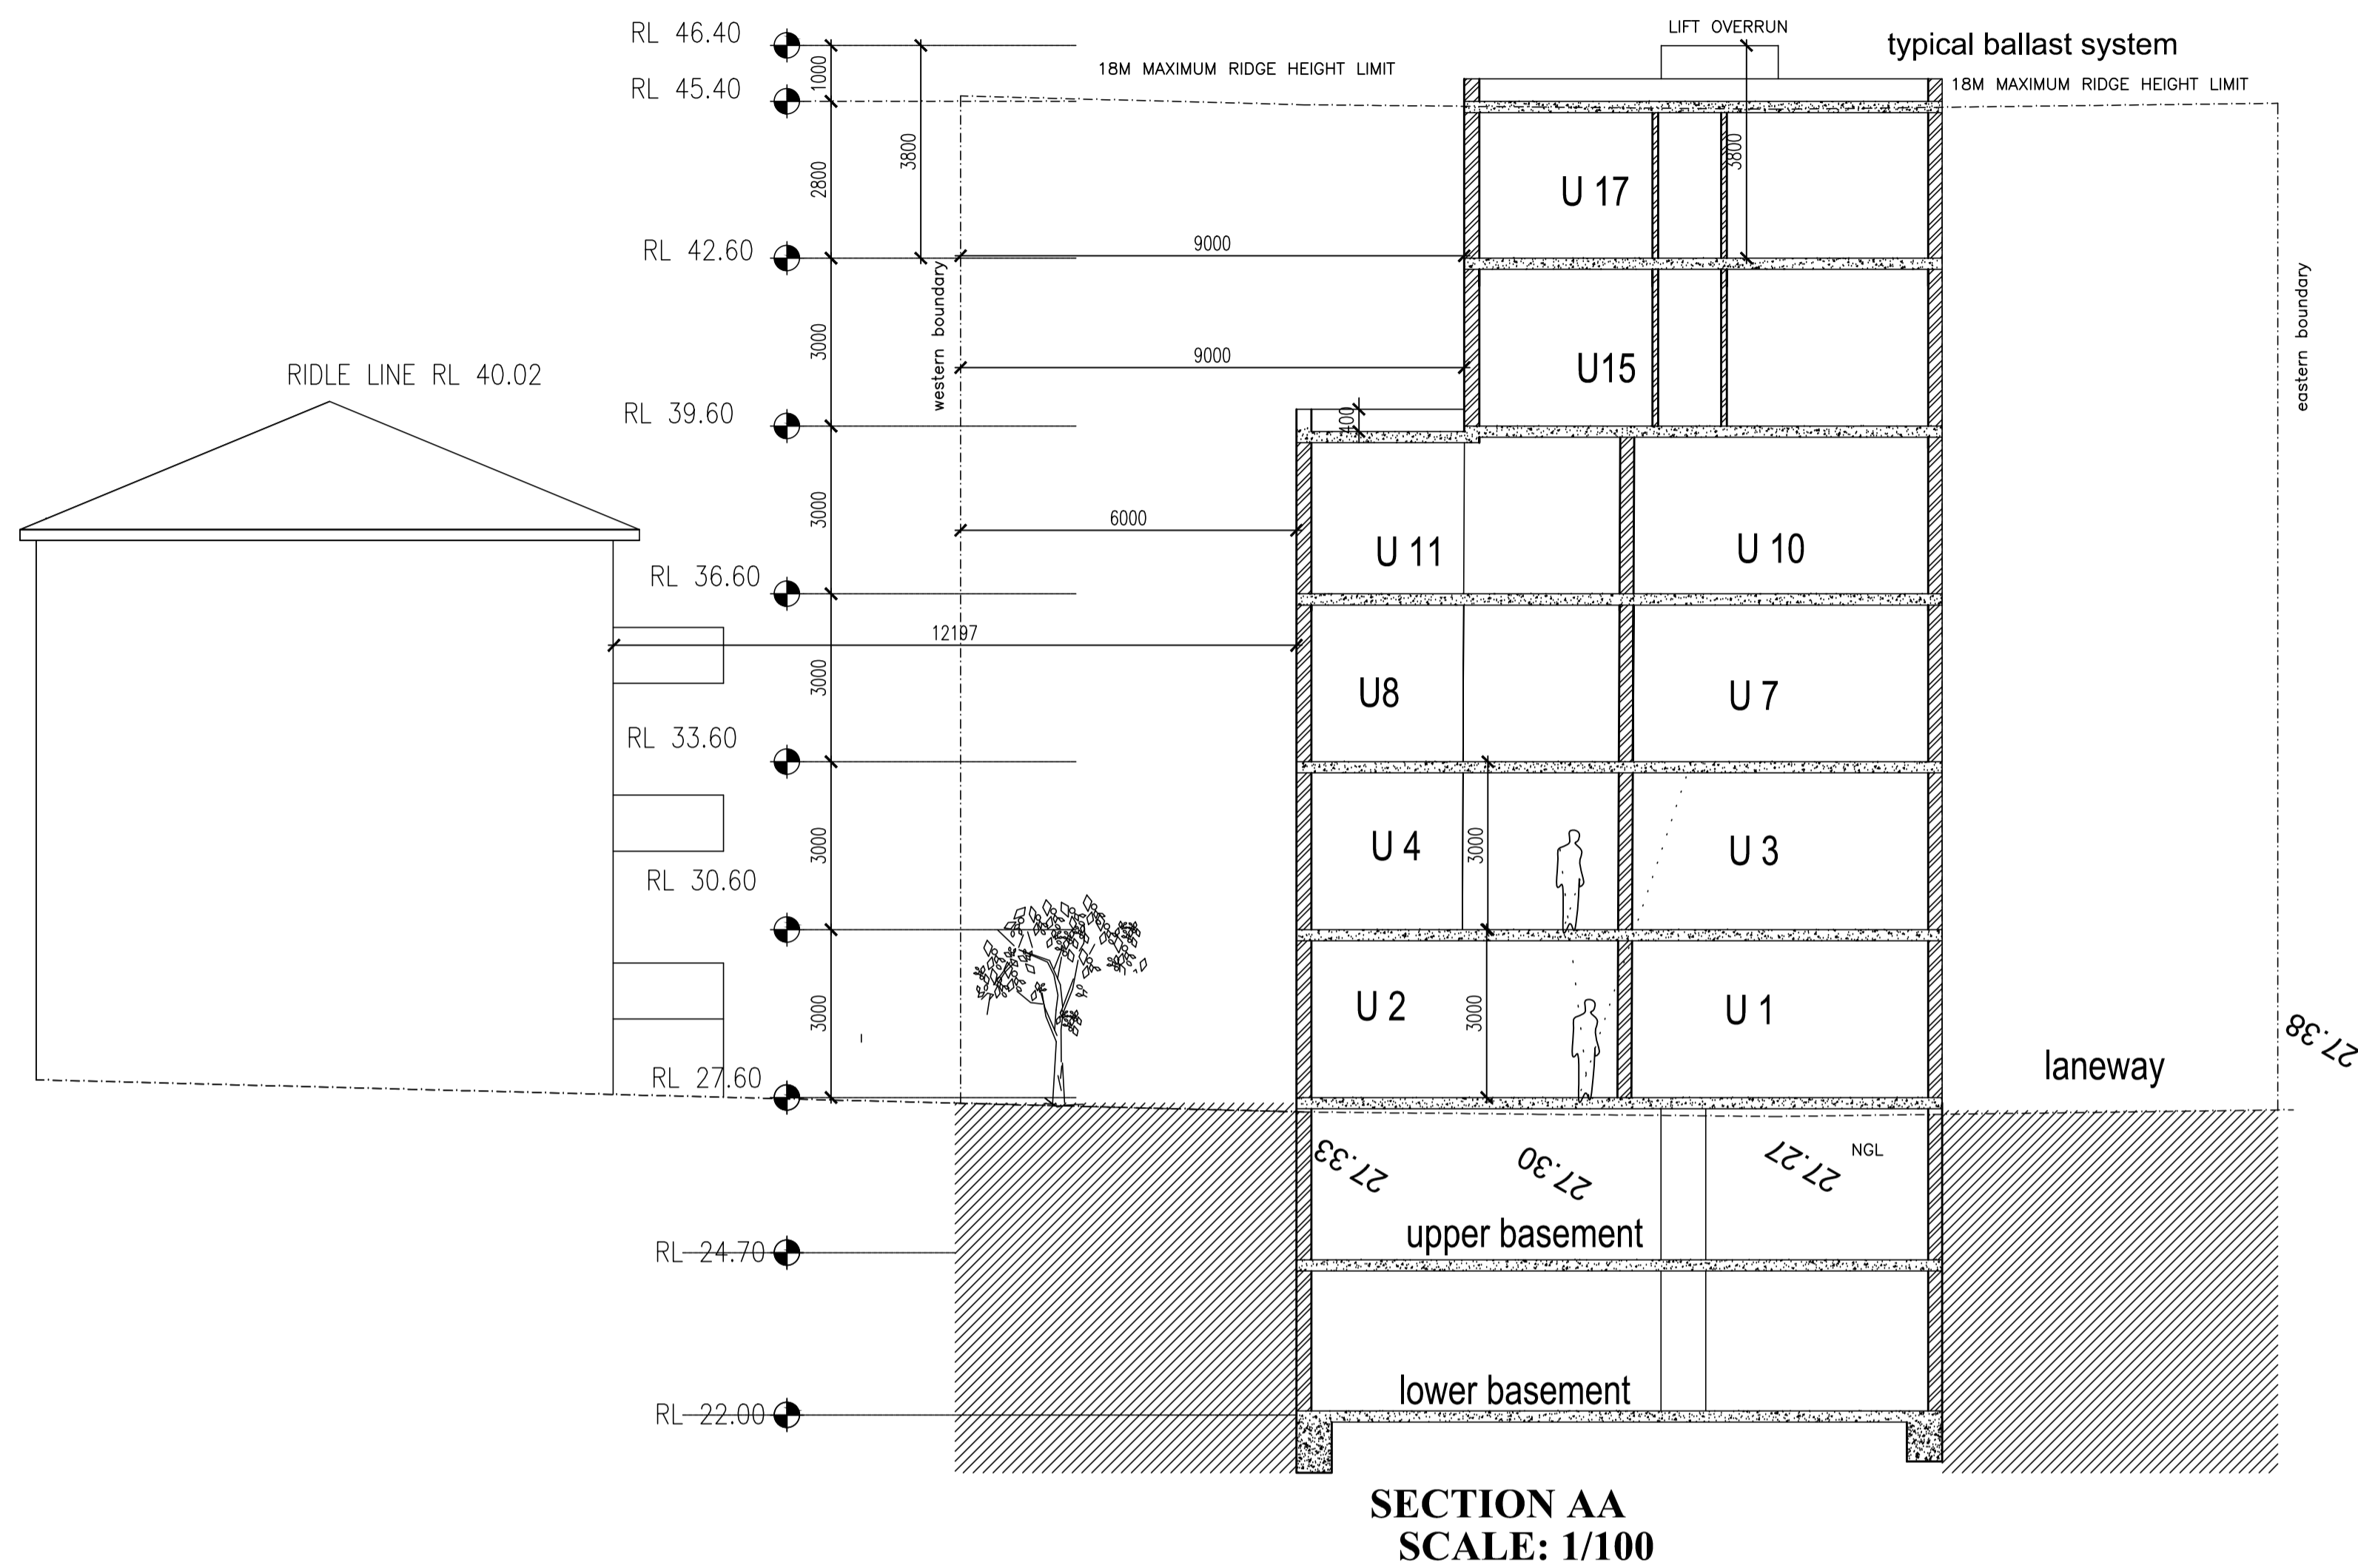 LIFT OVERRUN
RL 46.40
typical ballast system
18M MAXIMUM RIDGE HEIGHT LIMIT
18M MAXIMUM RIDGE HEIGHT LIMIT
1000
RL 45.40
3800
3800
2800
U 17
RL 42.60
9000
western boundary
eastern boundary
3000
9000
U15
RIDLE LINE RL 40.02
RL 39.60
400
3000
6000
U 11
U 10
RL 36.60
12197
3000
U8
U 7
RL 33.60
3000
U 4
3000
U 3
RL 30.60
3000
U 2
3000
U 1
27.38
laneway
RL 27.60
27.33
27.30
27.27
NGL
upper basement
RL 24.70
lower basement
RL 22.00
SECTION AA
SCALE: 1/100